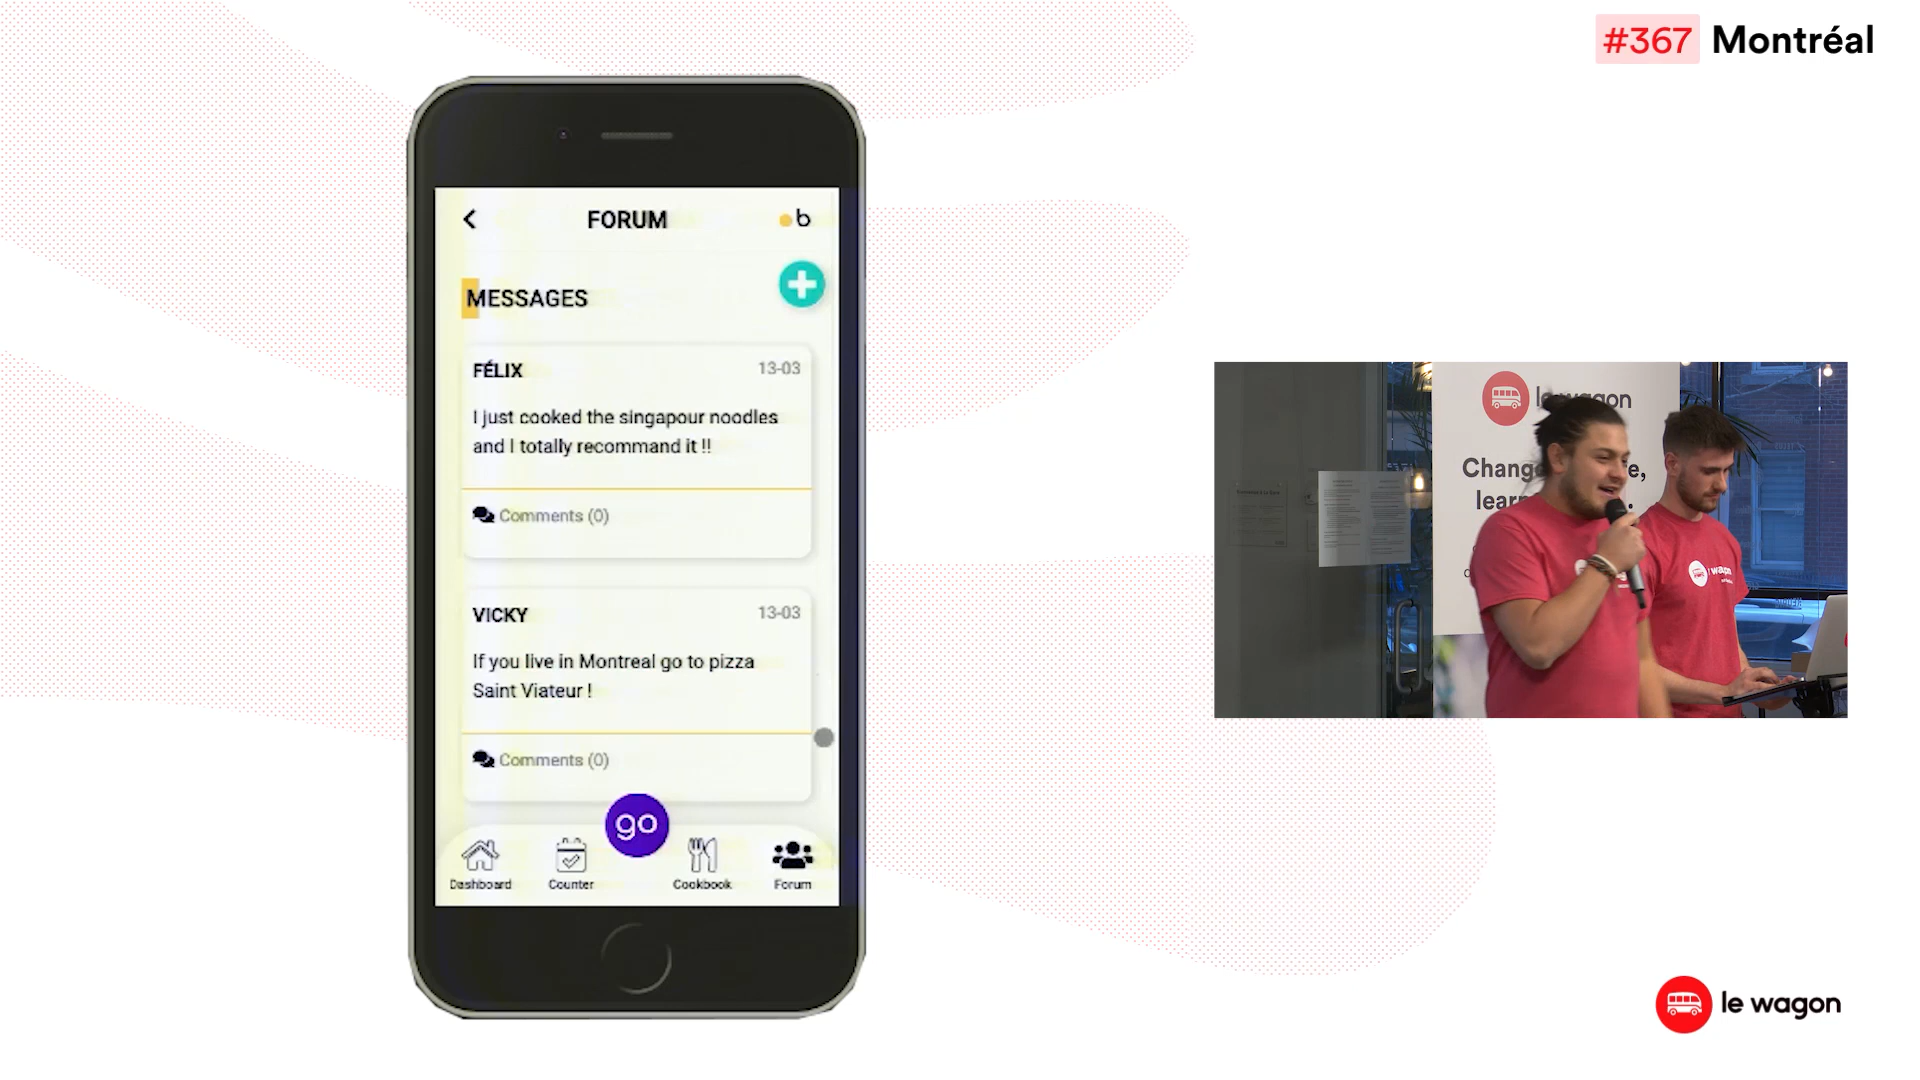 #367 Montréal
FORUM
b
MESSAGES
FÉLIX
13-03
I just cooked the singapour noodles
and I totally recommand it !!
Comments (0)
VICKY
13-03
If you live in Montreal go to pizza
Saint Viateur !
Comments (0)
go
Dashboard
Counter
Cookbook
Forum
le wagon
le wagon